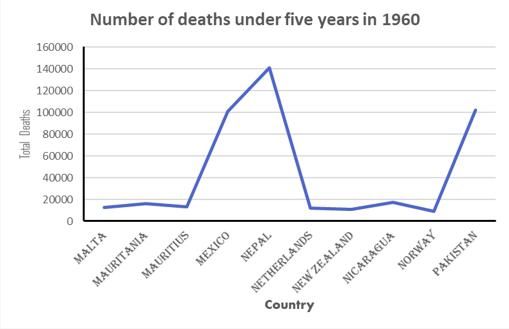 Number of deaths under five years in 1960
160000
140000
120000
100000
80000
60000
40000
20000
0
Total Deaths
MALTA
MAURITANIA
MAURITIUS
MEXICO
NEPAL
NETHERLANDS
NEW ZEALAND
NICARAGUA
NORWAY
PAKISTAN
Country